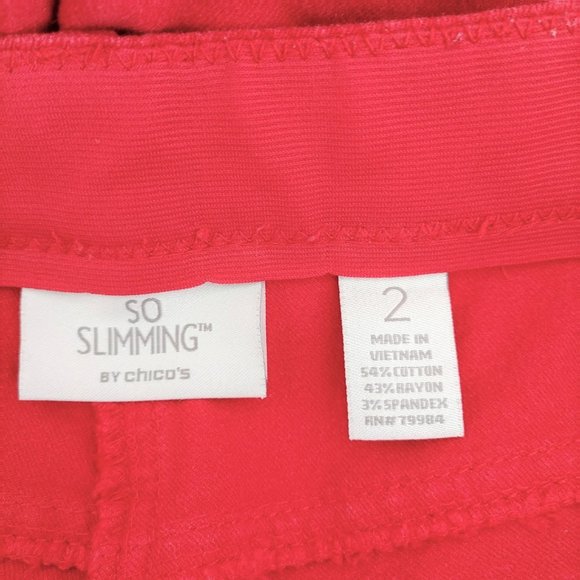 SO
SLIMMING™
BY chico's
2
MADE IN
VIETNAM
54% COTTON
43% RAYON
3% SPANDEX
RN# 79984